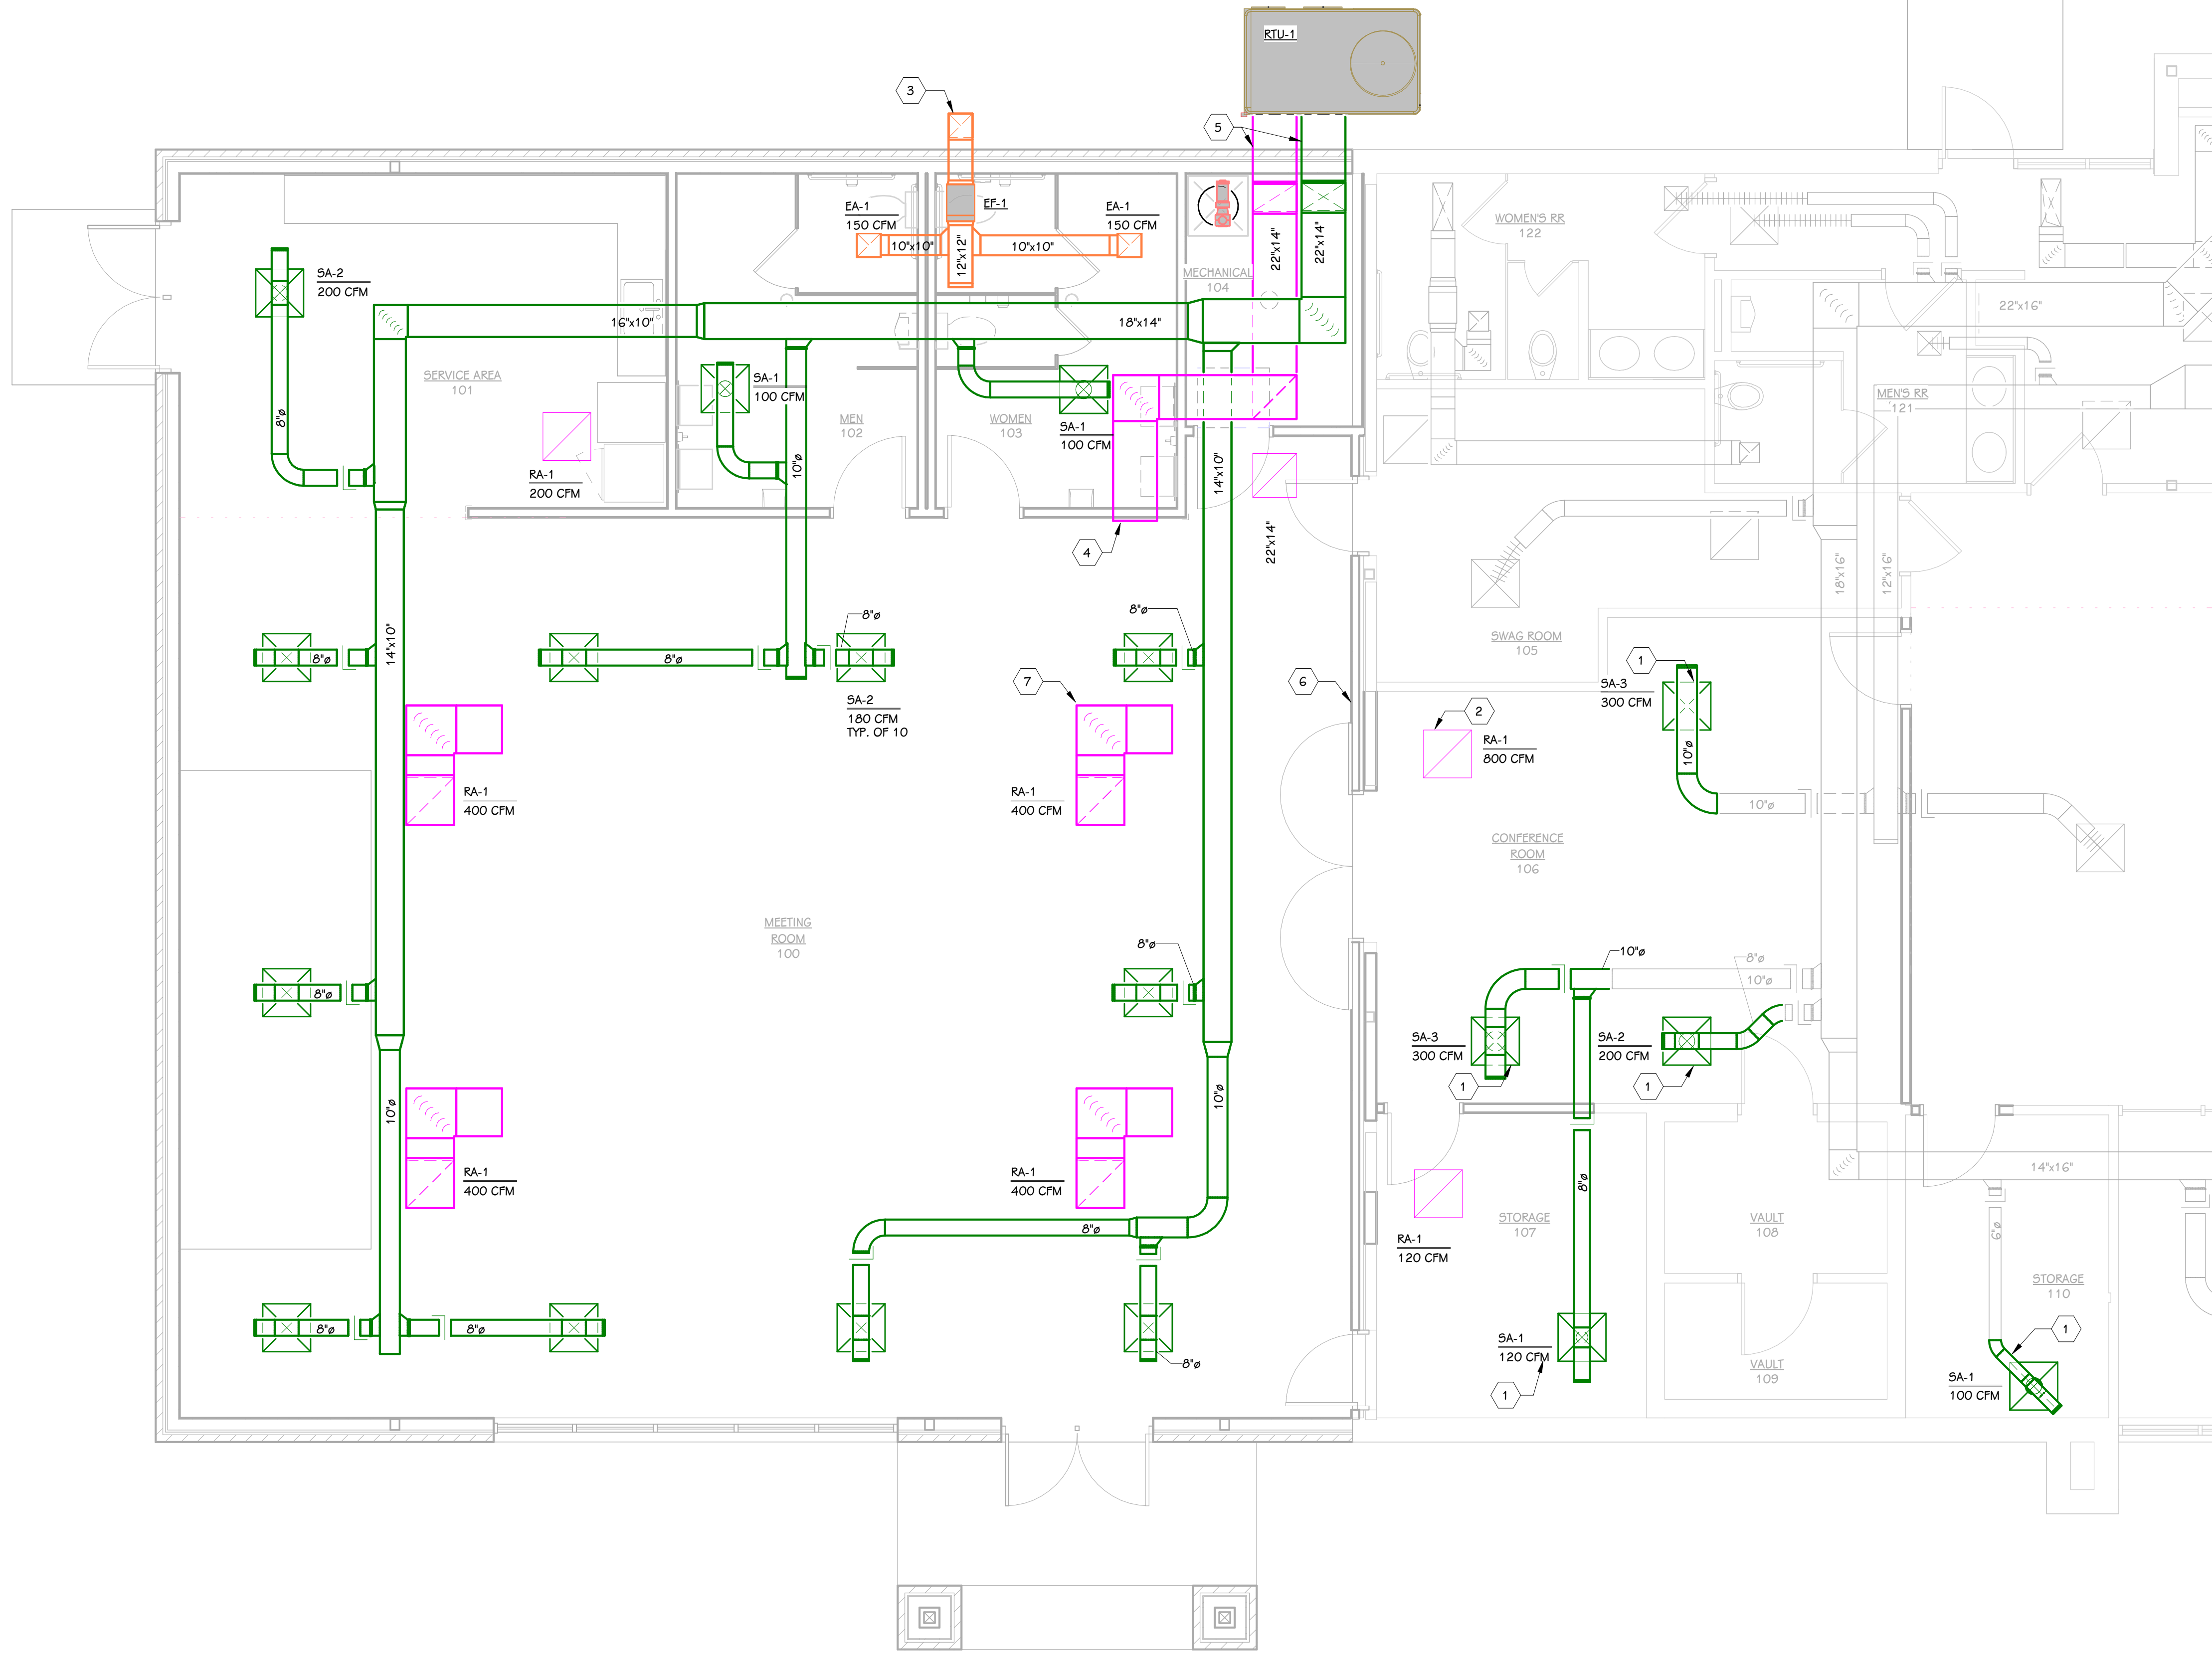 RTU-1
3
5
EA-1
150 CFM
EF-1
EA-1
150 CFM
10"x10"
12"x12"
10"x10"
22"x14"
22"x14"
MECHANICAL
104
WOMEN'S RR
122
SA-2
200 CFM
16"x10"
18"x14"
22"x16"
SERVICE AREA
101
SA-1
100 CFM
MEN
102
WOMEN
103
SA-1
100 CFM
MEN'S RR
121
8"ø
10"ø
14"x10"
RA-1
200 CFM
4
22"x14"
18"x16"
12"x16"
8"ø
14"x10"
8"ø
8"ø
8"ø
SWAG ROOM
105
7
6
1
SA-3
300 CFM
SA-2
180 CFM
TYP. OF 10
2
RA-1
800 CFM
10"ø
RA-1
400 CFM
RA-1
400 CFM
10"ø
CONFERENCE
ROOM
106
MEETING
ROOM
100
8"ø
8"ø
10"ø
8"ø
10"ø
SA-3
300 CFM
SA-2
200 CFM
1
1
10"ø
10"ø
RA-1
400 CFM
RA-1
400 CFM
14"x16"
8"ø
8"ø
RA-1
120 CFM
STORAGE
107
VAULT
108
6"ø
STORAGE
110
8"ø
8"ø
8"ø
SA-1
120 CFM
1
VAULT
109
1
SA-1
100 CFM